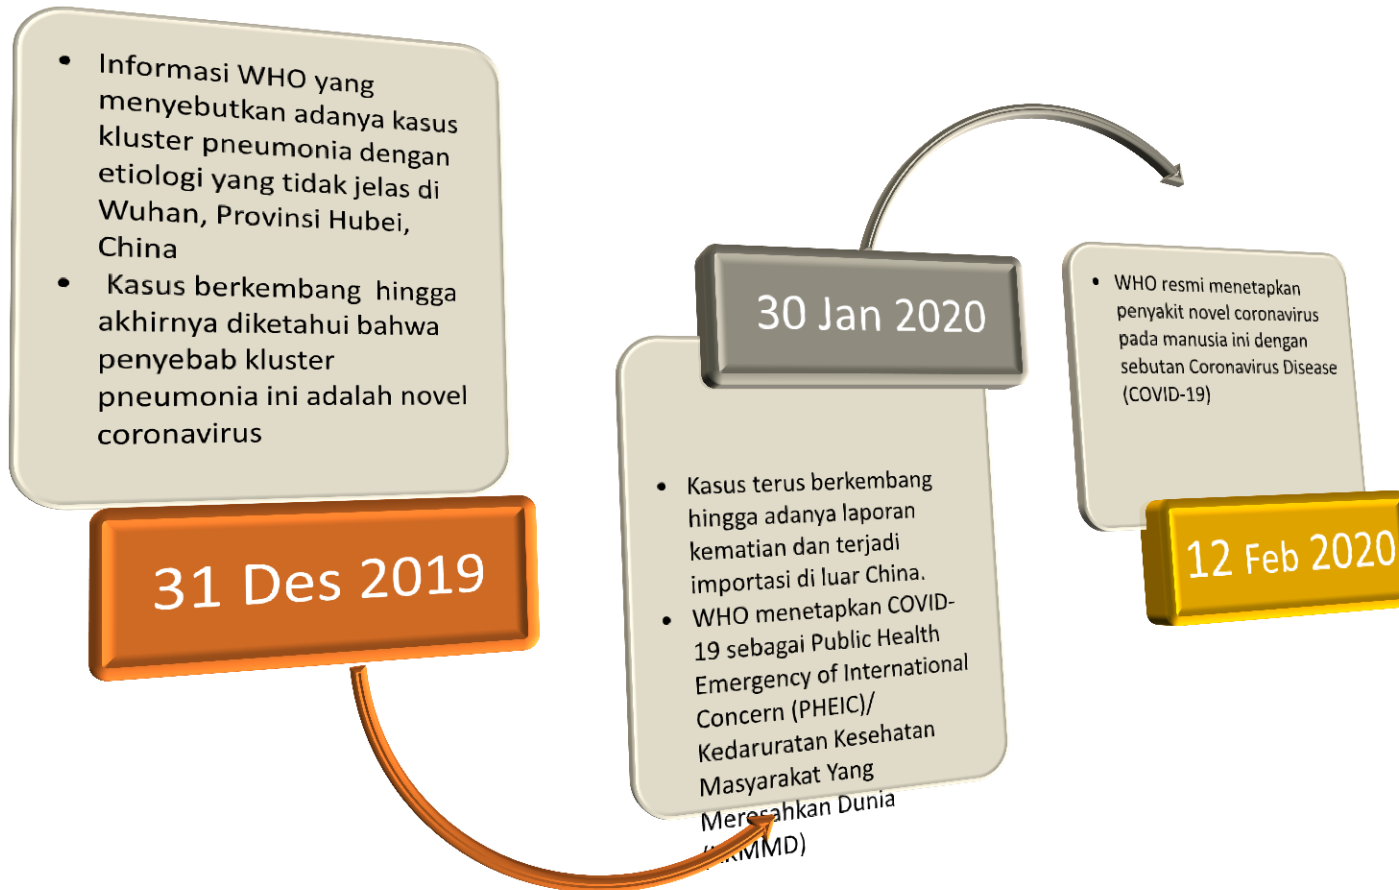 • Informasi WHO yang
menyebutkan adanya kasus
kluster pneumonia dengan
etiologi yang tidak jelas di
Wuhan, Provinsi Hubei,
China
• Kasus berkembang hingga
akhirnya diketahui bahwa
penyebab kluster
pneumonia ini adalah novel
coronavirus
31 Des 2019
30 Jan 2020
• Kasus terus berkembang
hingga adanya laporan
kematian dan terjadi
importasi di luar China.
• WHO menetapkan COVID-
19 sebagai Public Health
Emergency of International
Concern (PHEIC)/
Kedaruratan Kesehatan
Masyarakat Yang
Meresahkan Dunia
• WHO resmi menetapkan
penyakit novel coronavirus
pada manusia ini dengan
sebutan Coronavirus Disease
(COVID-19)
12 Feb 2020